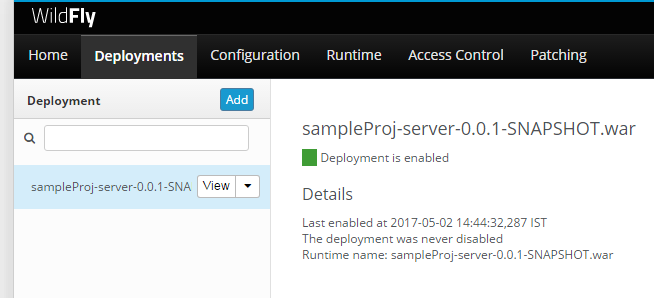 WildFly
Home Deployments Configuration Runtime Access Control Patching
Deployment Add
sampleProj-server-0.0.1-SNA View
sampleProj-server-0.0.1-SNAPSHOT.war
Deployment is enabled
Details
Last enabled at 2017-05-02 14:44:32,287 IST
The deployment was never disabled
Runtime name: sampleProj-server-0.0.1-SNAPSHOT.war